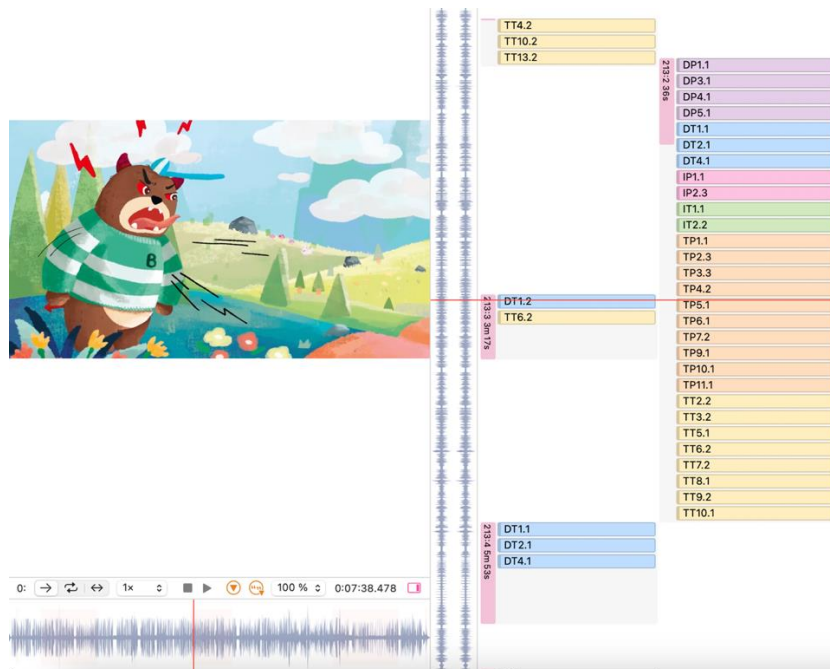 TT4.2
TT10.2
TT13.2
213:2 36s
DP1.1
DP3.1
DP4.1
DP5.1
DT1.1
DT2.1
DT4.1
IP1.1
IP2.3
IT1.1
IT2.2
TP1.1
TP2.3
TP3.3
TP4.2
TP5.1
TP6.1
TP7.2
TP9.1
TP10.1
TP11.1
TT2.2
TT3.2
TT5.1
TT6.2
TT7.2
TT8.1
TT9.2
TT10.1
B
213:3 3m 17s
DT1.2
TT6.2
213:4 5m 53s
DT1.1
DT2.1
DT4.1
0: 1x 100 % 0:07:38.478